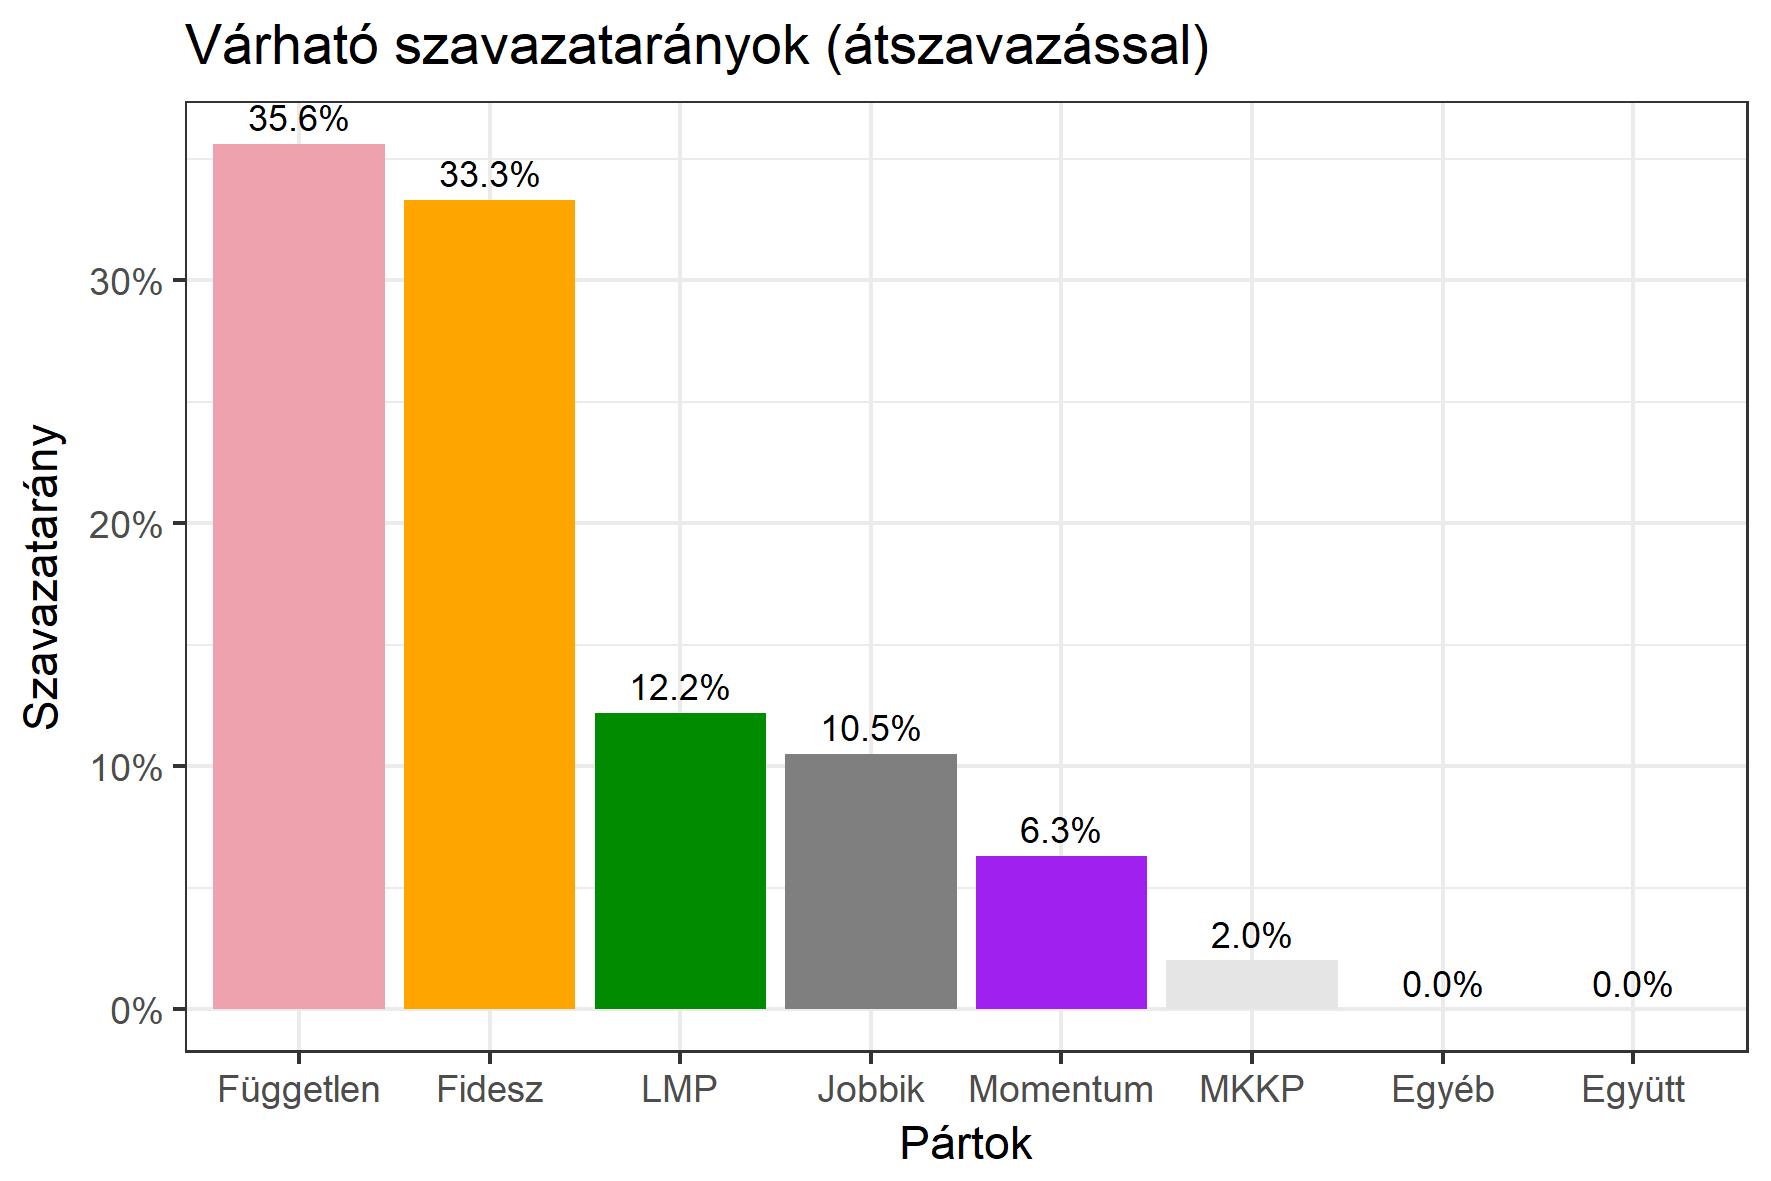 Várható szavazatarányok (átszavazással)
35.6%
33.3%
12.2%
10.5%
6.3%
2.0%
0.0%
0.0%
30%
20%
10%
0%
Szavazatarány
Független
Fidesz
LMP
Jobbik
Momentum
MKKP
Egyéb
Együtt
Pártok